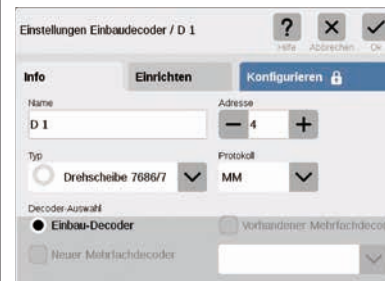 Einstellungen Einbaudecoder / D 1
?
Hilfe Abbrechen Ok
Info Einrichten Konfigurieren
Name Adresse
D 1 4
Typ Protokoll
Drehscheibe 7686/7 MM
Decoder-Auswahl
Einbau-Decoder Vorhandener Mehrfachdecod
Neuer Mehrfachdecoder